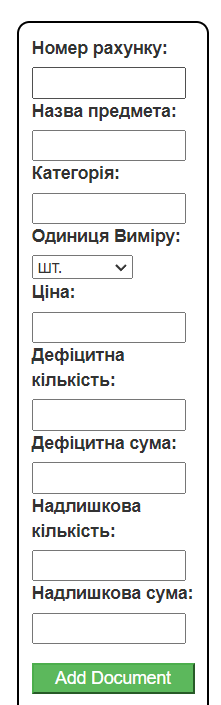 Номер рахунку:
Назва предмета:
Категорія:
Одиниця Виміру:
шт.
Ціна:
Дефіцитна
кількість:
Дефіцитна сума:
Надлишкова
кількість:
Надлишкова сума:
Add Document